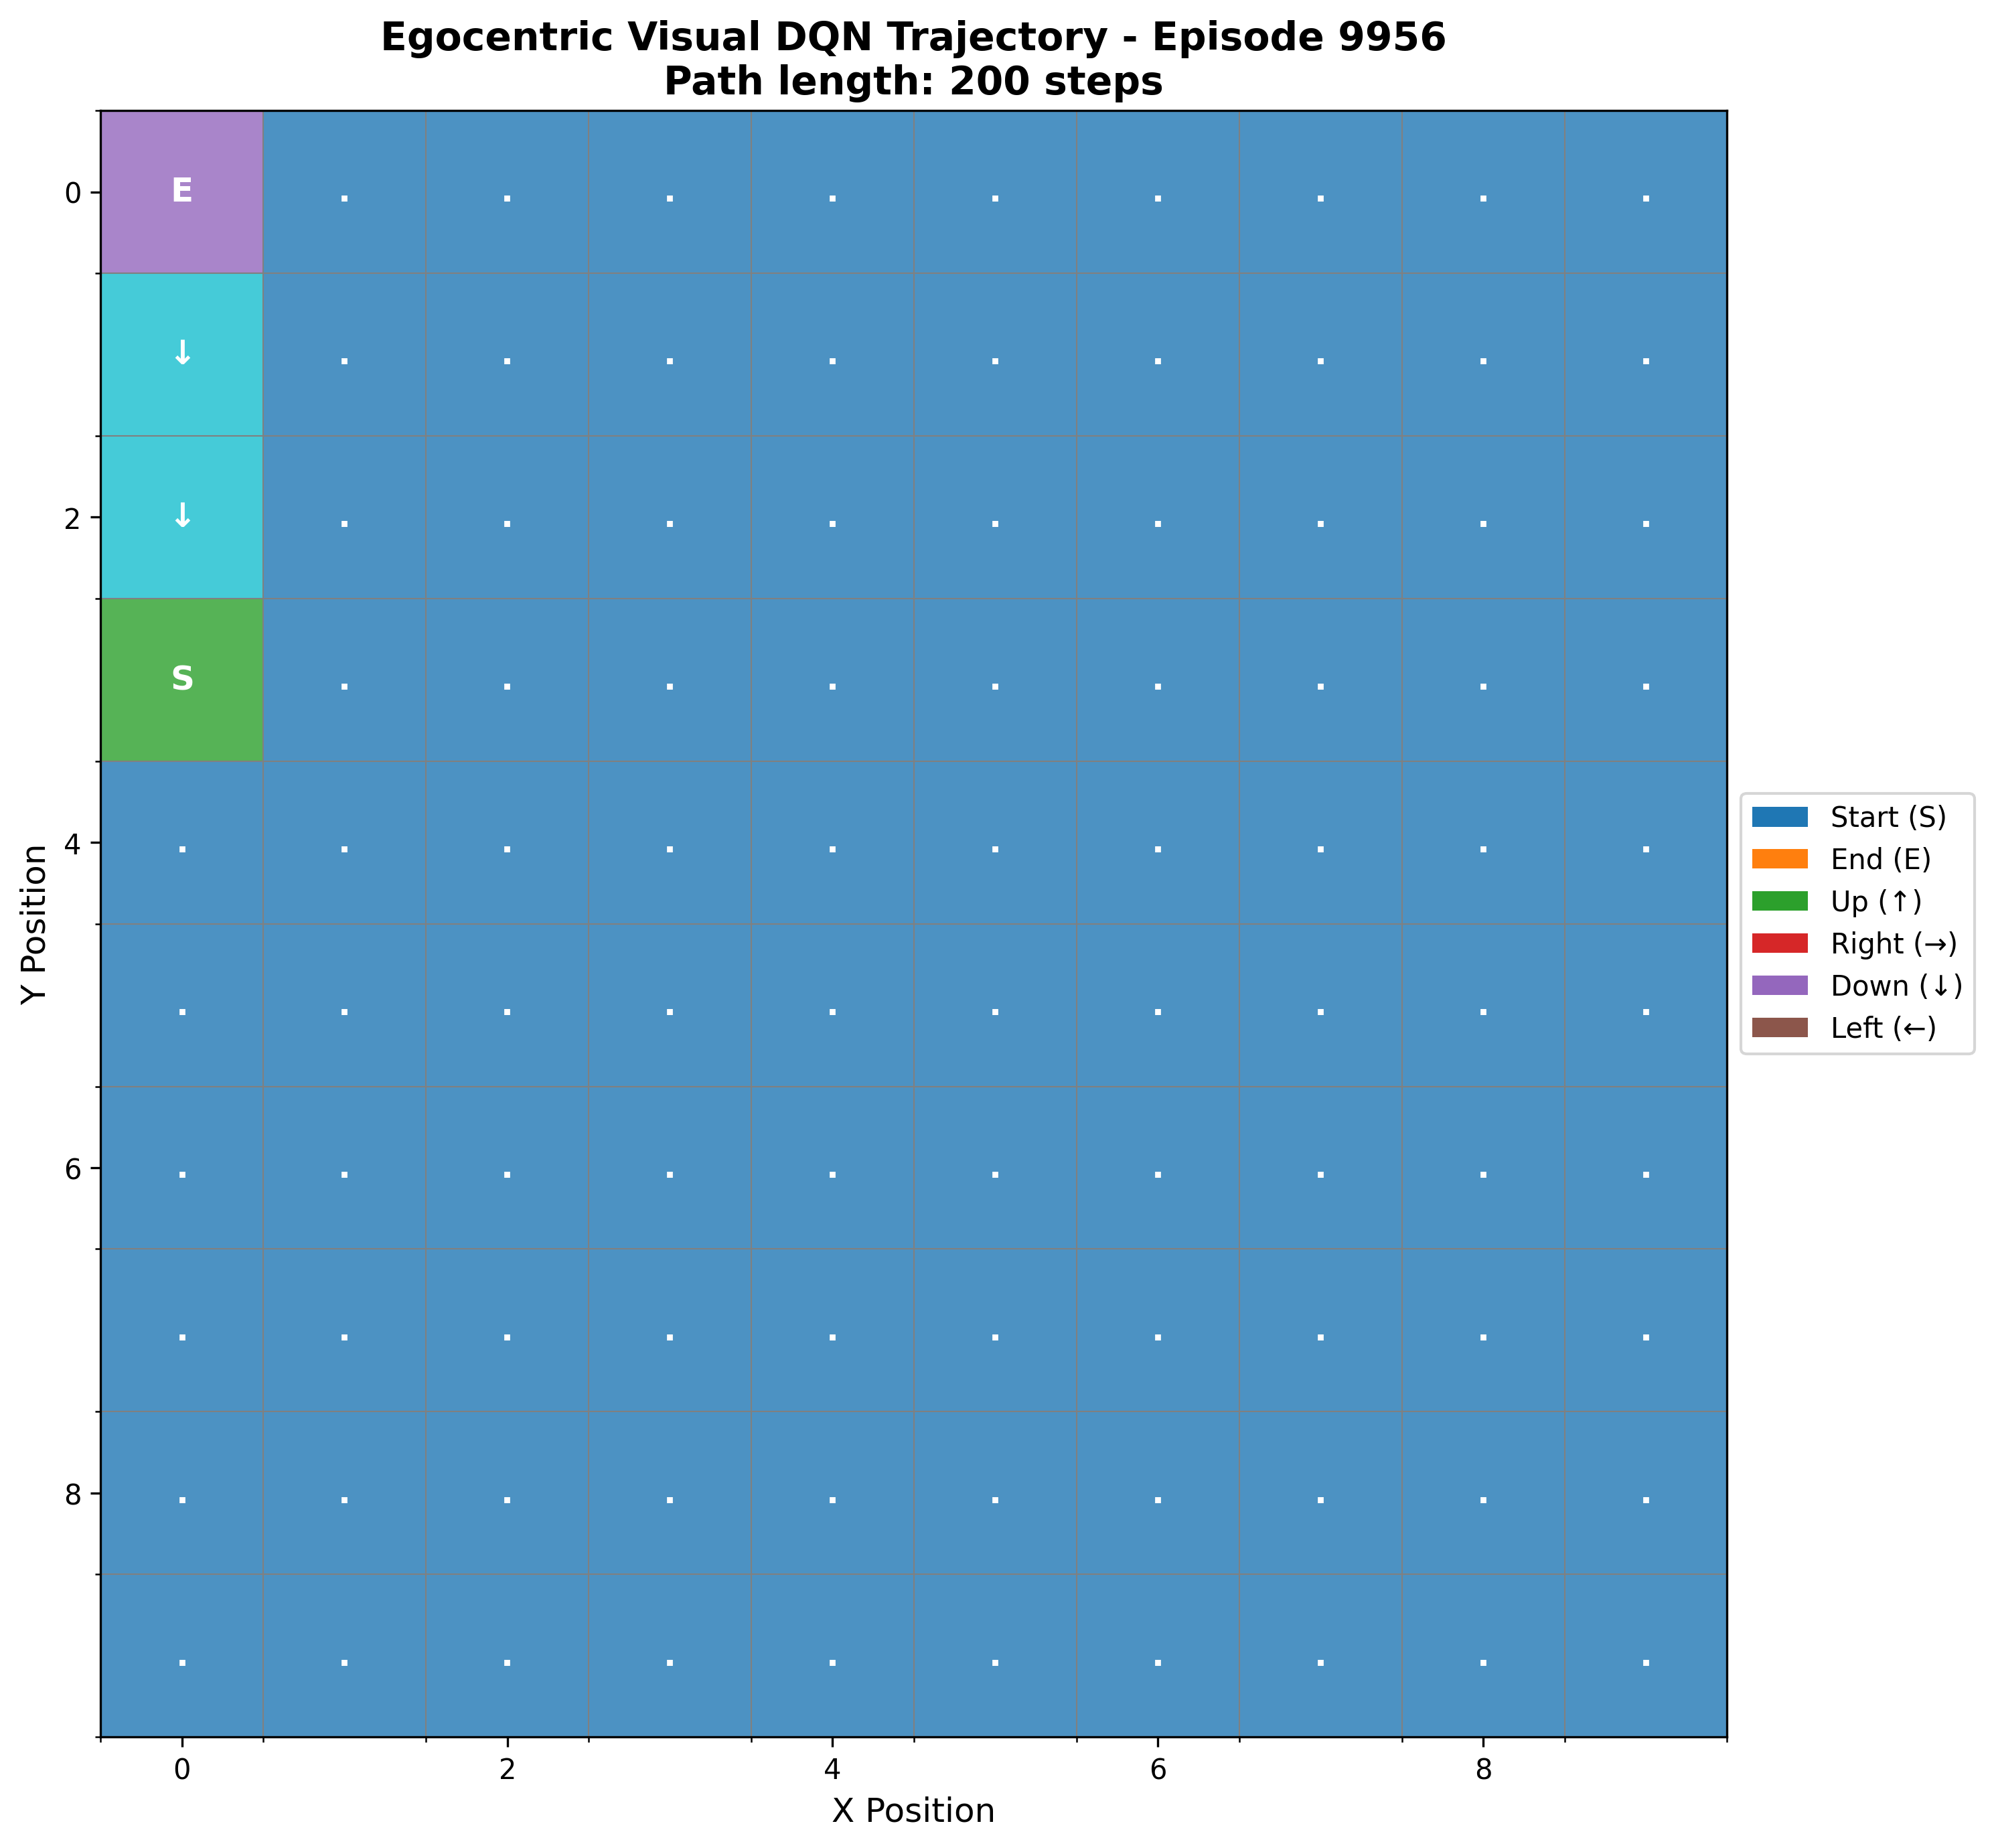 Egocentric Visual DQN Trajectory - Episode 9956
Path length: 200 steps
E
↓
↓
S
0
2
4
6
8
Y Position
0 2 4 6 8
X Position
Start (S)
End (E)
Up (↑)
Right (→)
Down (↓)
Left (←)